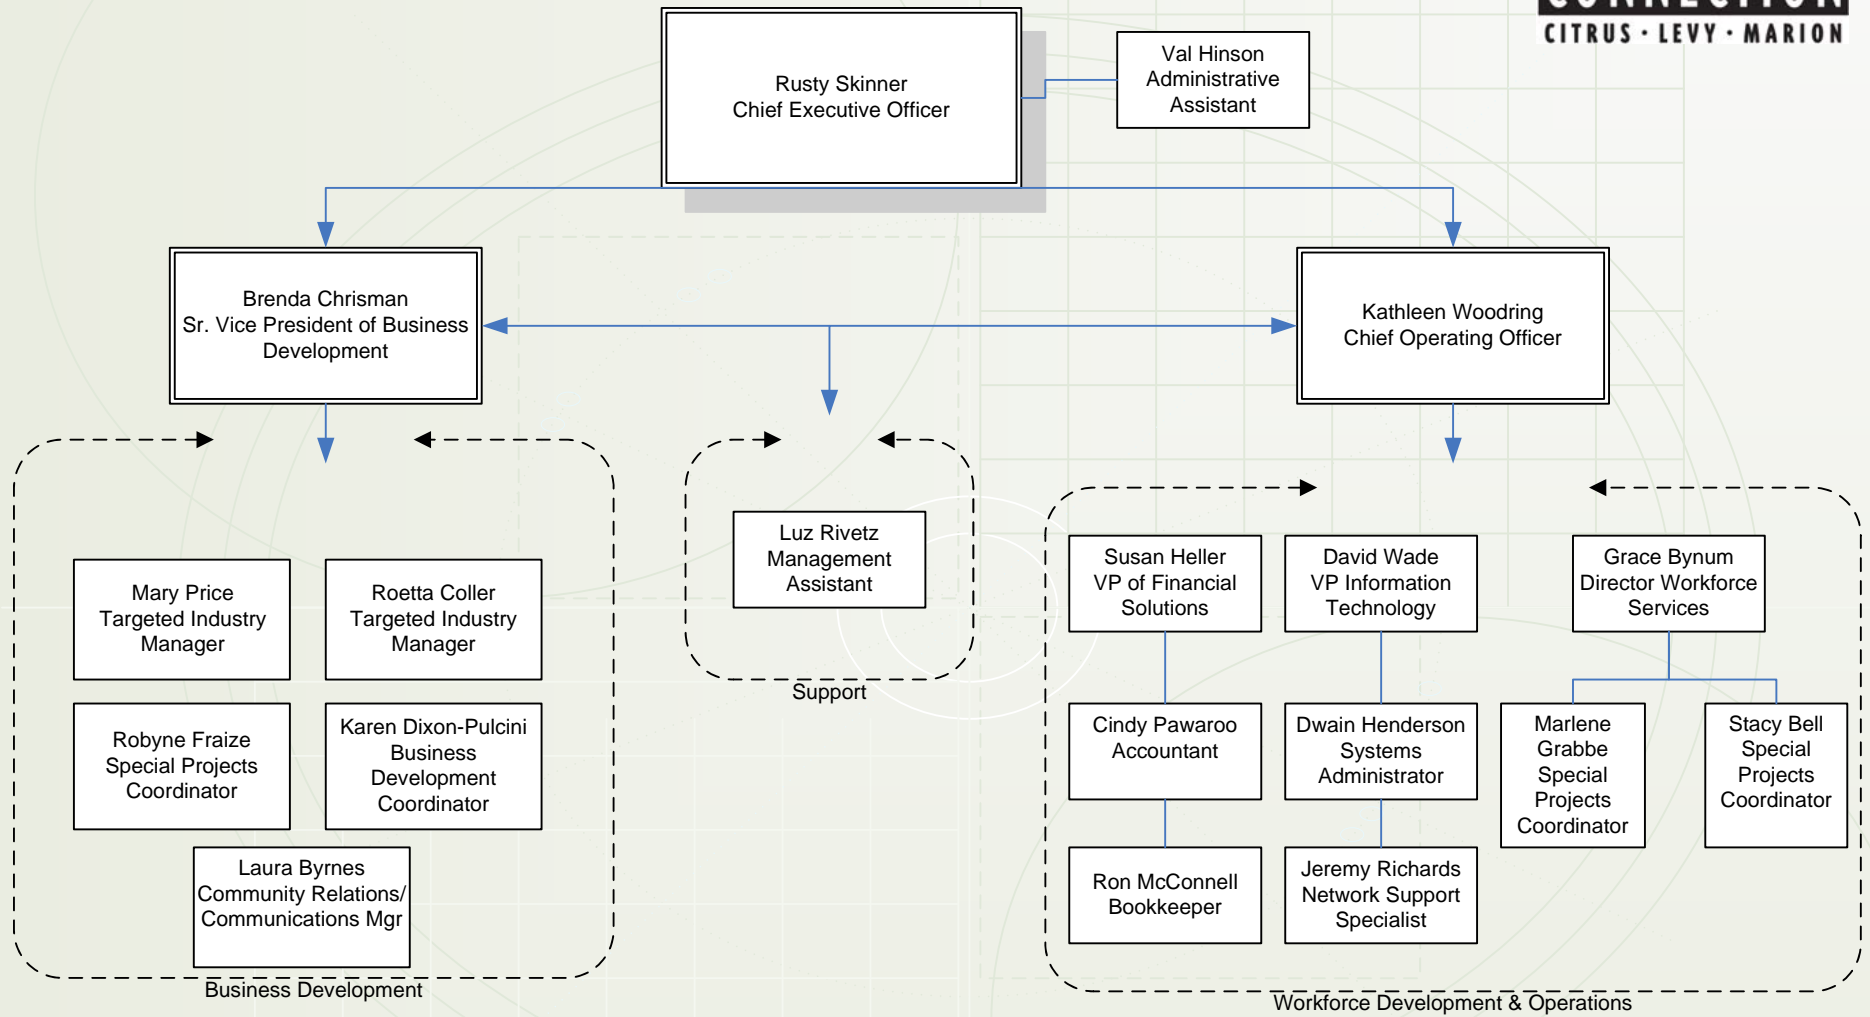 CONNECTION
CITRUS · LEVY · MARION
Rusty Skinner
Chief Executive Officer
Val Hinson
Administrative
Assistant
Brenda Chrisman
Sr. Vice President of Business
Development
Kathleen Woodring
Chief Operating Officer
Mary Price
Targeted Industry
Manager
Roetta Coller
Targeted Industry
Manager
Robyne Fraize
Special Projects
Coordinator
Karen Dixon-Pulcini
Business
Development
Coordinator
Laura Byrnes
Community Relations/
Communications Mgr
Business Development
Luz Rivetz
Management
Assistant
Support
Susan Heller
VP of Financial
Solutions
David Wade
VP Information
Technology
Grace Bynum
Director Workforce
Services
Cindy Pawaroo
Accountant
Dwain Henderson
Systems
Administrator
Marlene
Grabbe
Special
Projects
Coordinator
Stacy Bell
Special
Projects
Coordinator
Ron McConnell
Bookkeeper
Jeremy Richards
Network Support
Specialist
Workforce Development & Operations